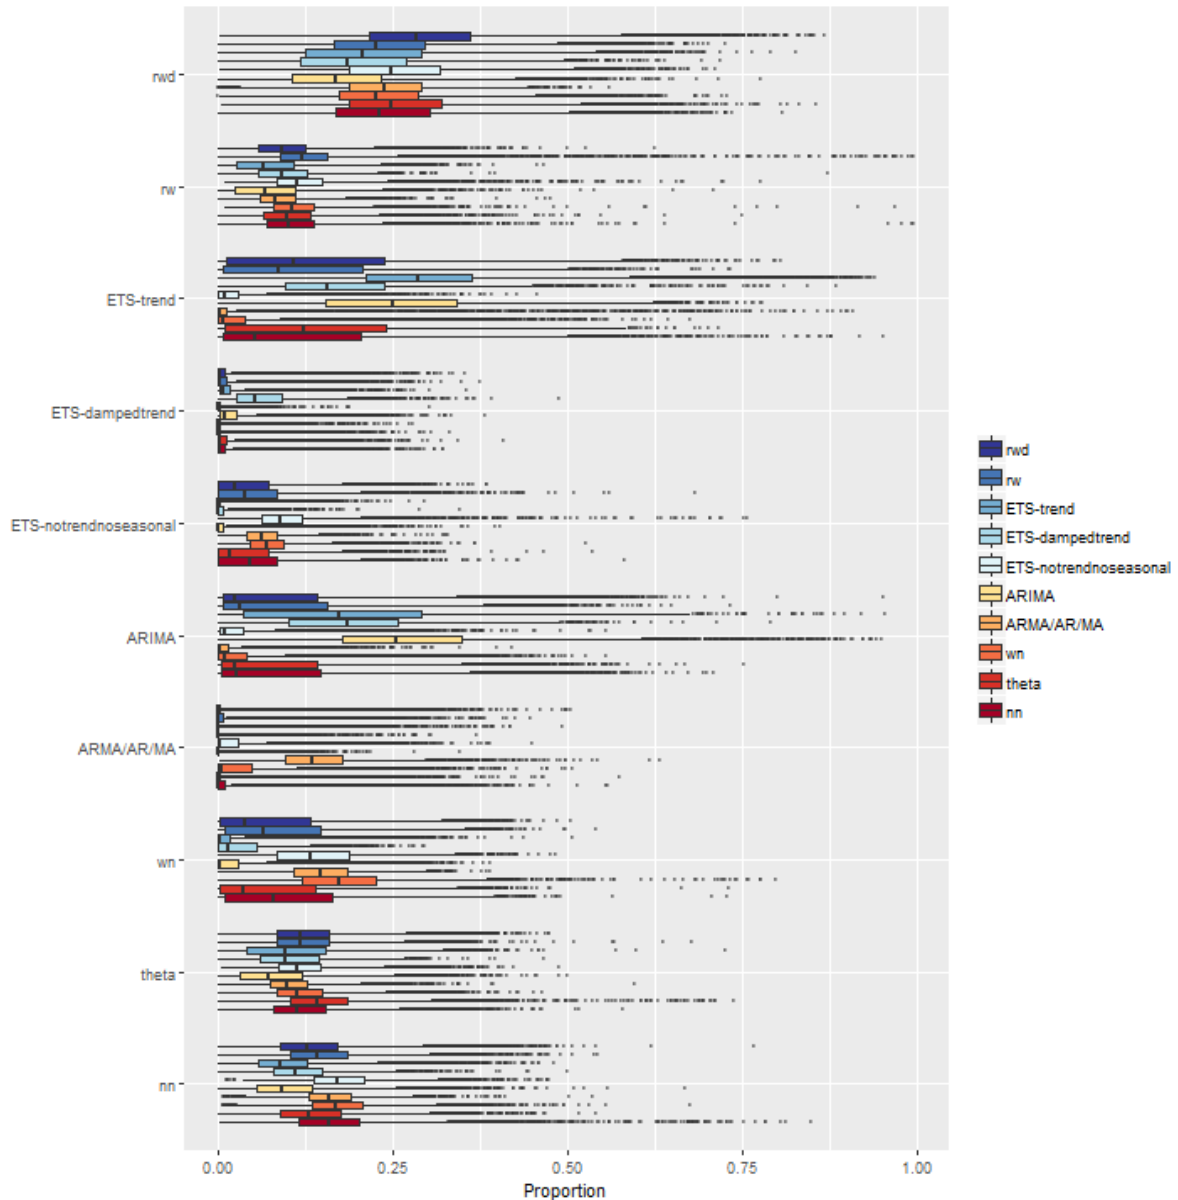 rwd
rw
ETS-trend
ETS-dampedtrend
ETS-notrendnoseasonal
ARIMA
ARMA/AR/MA
wn
theta
nn
0.00 0.25 0.50 0.75 1.00
Proportion
rwd
rw
ETS-trend
ETS-dampedtrend
ETS-notrendnoseasonal
ARIMA
ARMA/AR/MA
wn
theta
nn